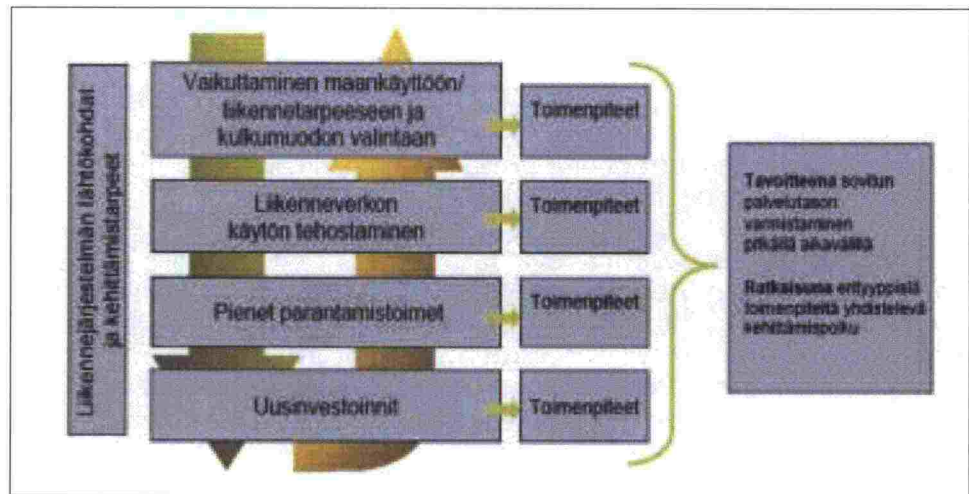 Liikennejärjestelmän lähtökohdat
ja kehittämistarpeet
Vaikuttaminen maankäyttöön/
liikennetarpeeseen ja
kulkumuodon valintaan
Toimenpiteet
Liikenneverkon
käytön tehostaminen
Toimenpiteet
Pienet parantamistoimet
Toimenpiteet
Uusinvestoinnit
Toimenpiteet
Tavoitteena sovitun
palvelutason
varmistaminen
pitkällä aikavälillä
Ratkaisuna erityyppisiä
toimenpiteitä yhdistelevä
kehittämispolku